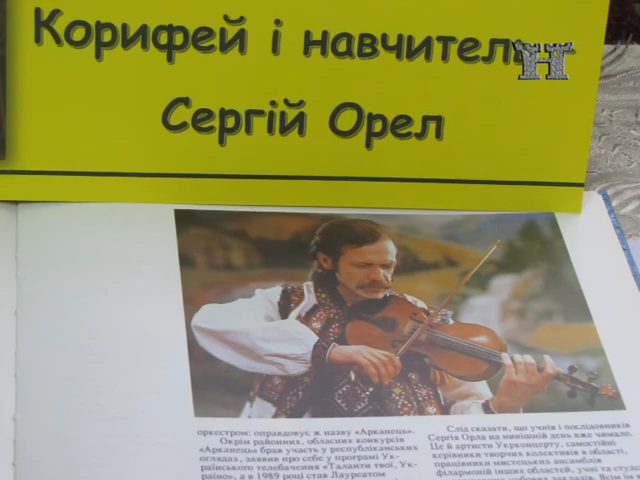 Корифей і навчитель
Сергій Орел
Н
оркестром: оправдовує ж назву «Арканець».
Окрім районних, обласних конкурсів
«Арканець» брав участь у республіканських
оглядах, заявив про себе у програмі Ук-
раїнського телебачення «Таланти твої, Ук-
раїно», а в 1989 році став Лауреатом
Слід сказати, що учнів і послідовників
Сергія Орла на нинішній день вже чимало.
Це й артисти Укрконцерту, самостійні
керівники творчих колективів в області,
працівники мистецьких ансамблів
філармоній інших областей, учні та студ